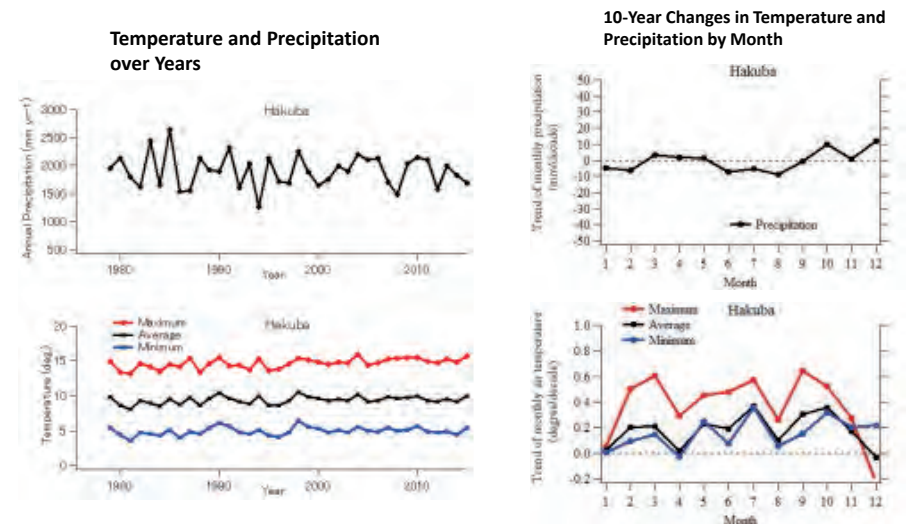 Temperature and Precipitation
over Years
Hakuba
Annual Precipitation (mm y-1)
3000
2500
2000
1500
1000
500
1980
1990
2000
2010
Year
Maximum
Average
Minimum
Hakuba
Temperature (deg.)
20
15
10
5
0
1980
1990
2000
2010
Year
10-Year Changes in Temperature and
Precipitation by Month
Hakuba
Trend of monthly precipitation
(mm/decade)
50
40
30
20
10
0
-10
-20
-30
-40
-50
Precipitation
1 2 3 4 5 6 7 8 9 10 11 12
Month
Maximum
Average
Minimum
Hakuba
Trend of monthly air temperature
(degree/decade)
1.0
0.8
0.6
0.4
0.2
0.0
-0.2
1 2 3 4 5 6 7 8 9 10 11 12
Month